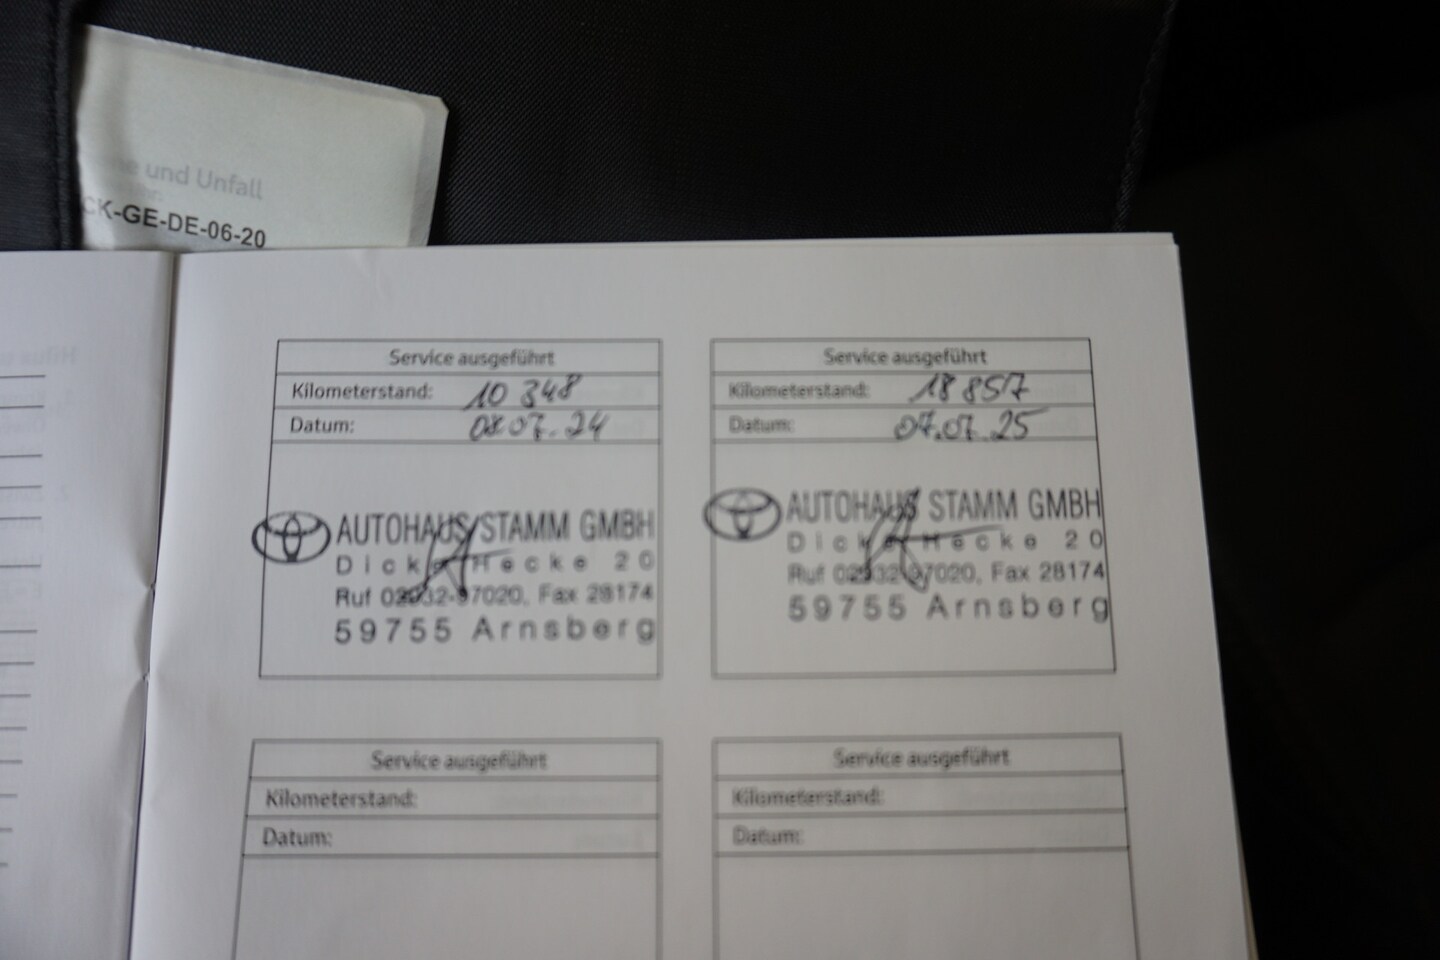 und Unfall
CK-GE-DE-06-20
Service ausgeführt
Kilometerstand: 10 348
Datum: 08.07.24
AUTOHAUS STAMM GMBH
Dicke Hecke 20
Ruf 02932-97020, Fax 28174
59755 Arnsberg
Service ausgeführt
Kilometerstand: 18 857
Datum: 07.07.25
AUTOHAUS STAMM GMBH
Dicke Hecke 20
Ruf 02932-97020, Fax 28174
59755 Arnsberg
Service ausgeführt
Kilometerstand:
Datum:
Service ausgeführt
Kilometerstand:
Datum: